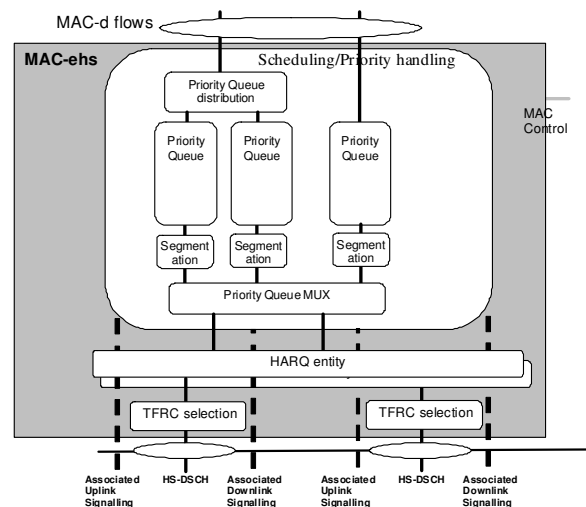 MAC-d flows
MAC-ehs
Scheduling/Priority handling
Priority Queue
distribution
MAC
Control
Priority
Queue
Priority
Queue
Priority
Queue
Segment
ation
Segment
ation
Segment
ation
Priority Queue MUX
HARQ entity
TFRC selection
TFRC selection
Associated
Uplink
Signalling
HS-DSCH
Associated
Downlink
Signalling
Associated
Uplink
Signalling
HS-DSCH
Associated
Downlink
Signalling